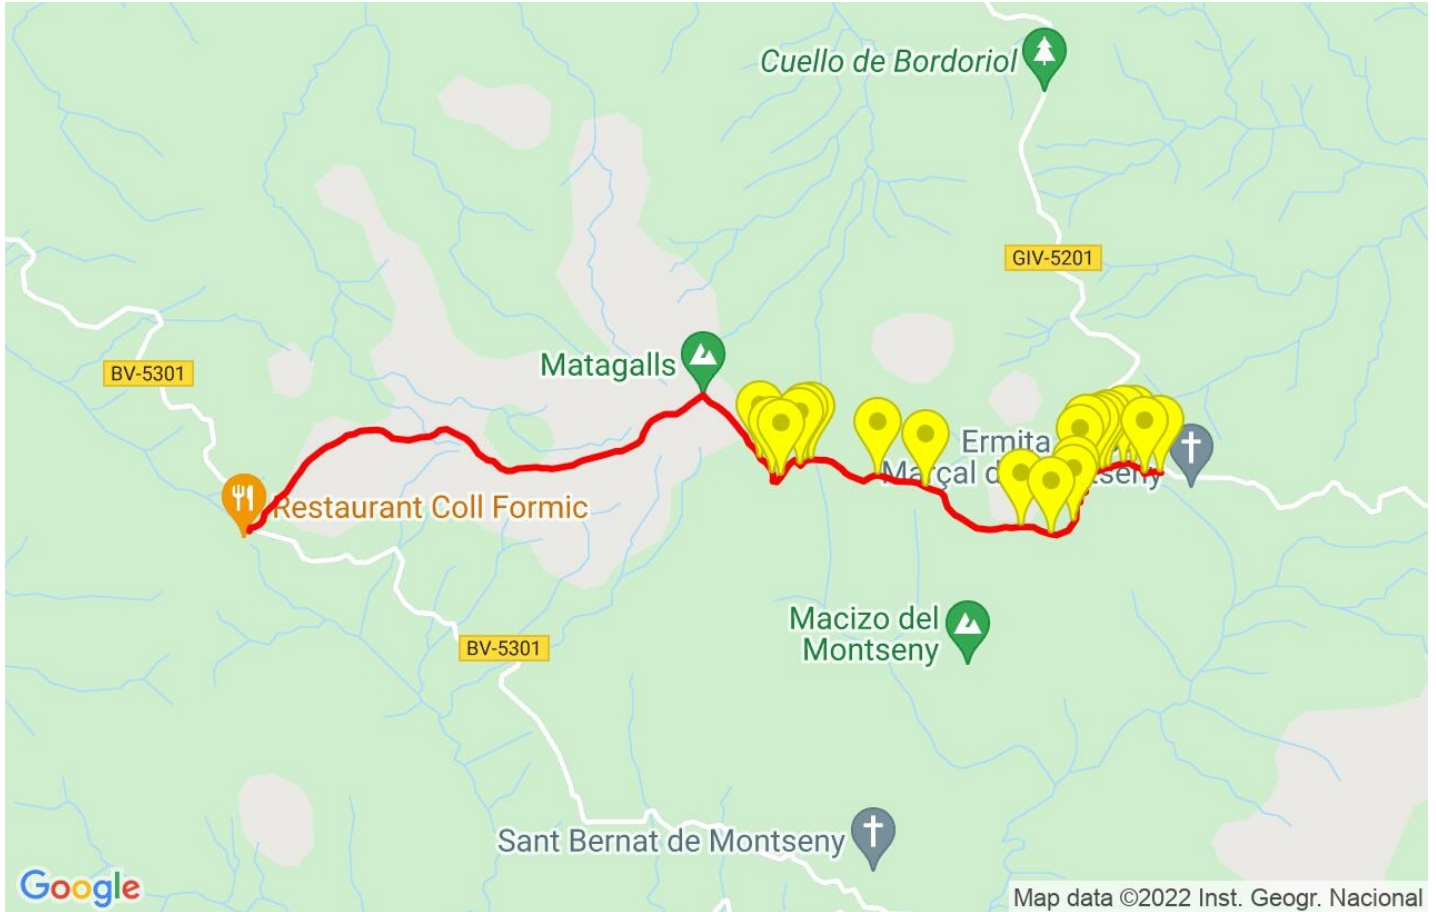 Cuello de Bordoriol
GIV-5201
Matagalls
BV-5301
Ermita
Restaurant Coll Formic
Macizo del
Montseny
BV-5301
Sant Bernat de Montseny
Google
Map data ©2022 Inst. Geogr. Nacional